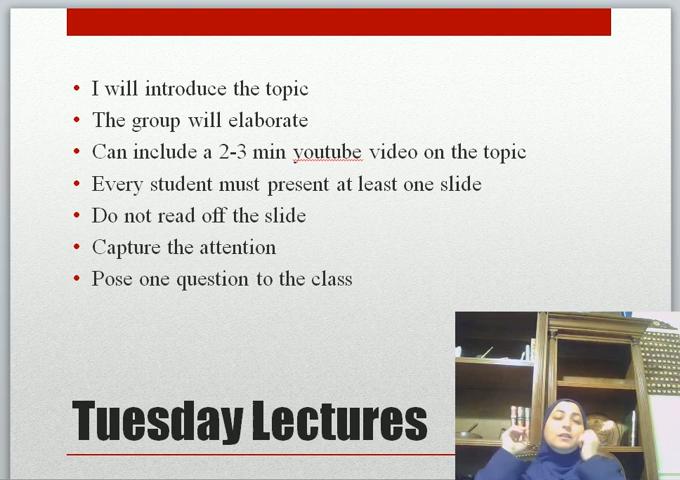 • I will introduce the topic
• The group will elaborate
• Can include a 2-3 min youtube video on the topic
• Every student must present at least one slide
• Do not read off the slide
• Capture the attention
• Pose one question to the class
Tuesday Lectures